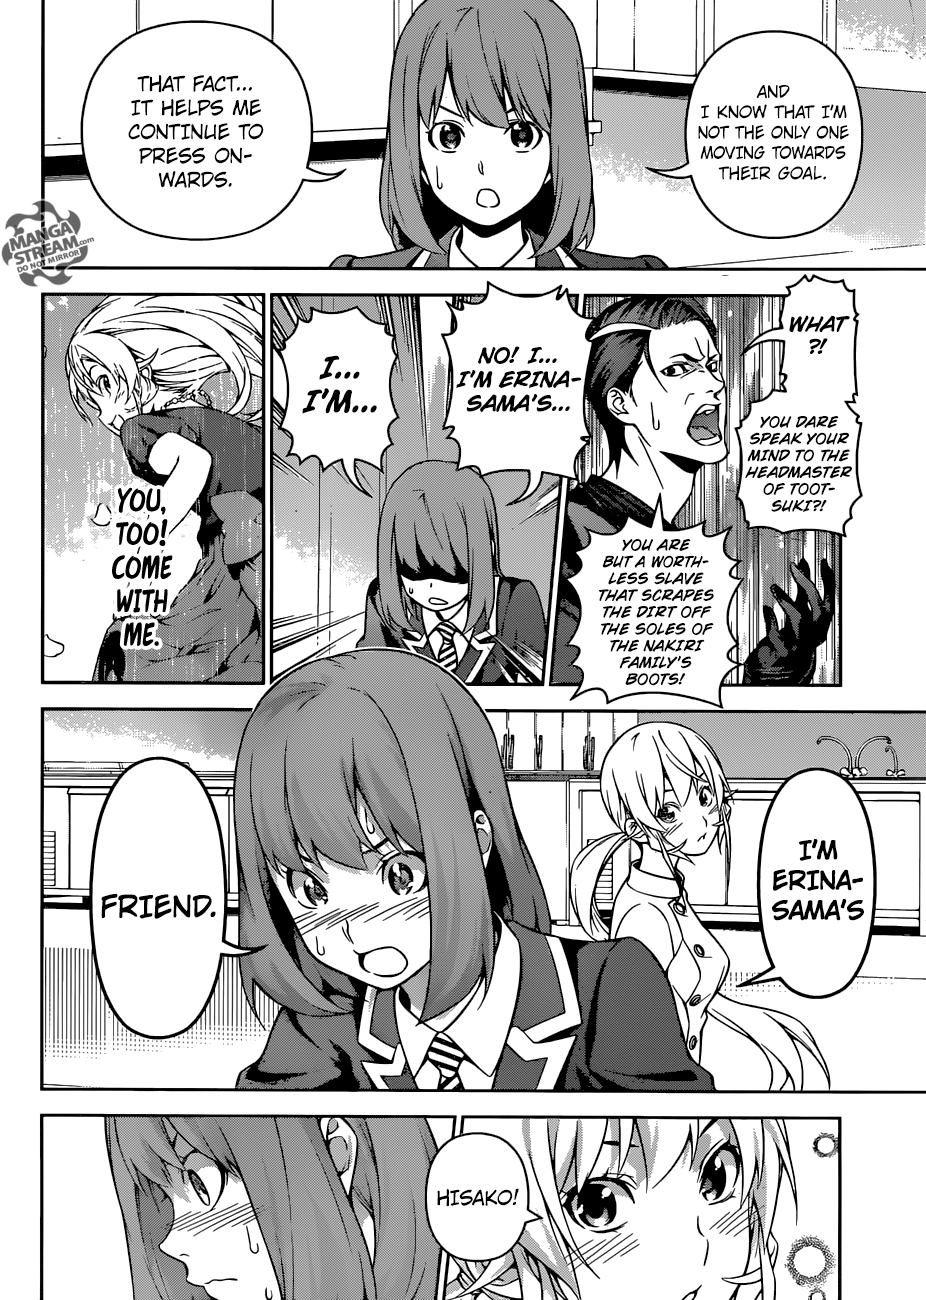 AND
I KNOW THAT I'M
NOT THE ONLY ONE
MOVING TOWARDS
THEIR GOAL.
THAT FACT...
IT HELPS ME
CONTINUE TO
PRESS ON-
WARDS.
MANGA
STREAM.com
DO NOT MIRROR
WHAT
?!
YOU DARE
SPEAK YOUR
MIND TO THE
HEADMASTER
OF TOOT-
SUKI?!
YOU ARE
BUT A WORTH-
LESS SLAVE
THAT SCRAPES
THE DIRT OFF
THE SOLES OF
THE NAKIRI
FAMILY'S
BOOTS!
NO! I...
I'M ERINA-
SAMA'S...
I...
I'M...
YOU,
TOO!
COME
WITH
ME.
I'M
ERINA-
SAMA'S
FRIEND.
HISAKO!